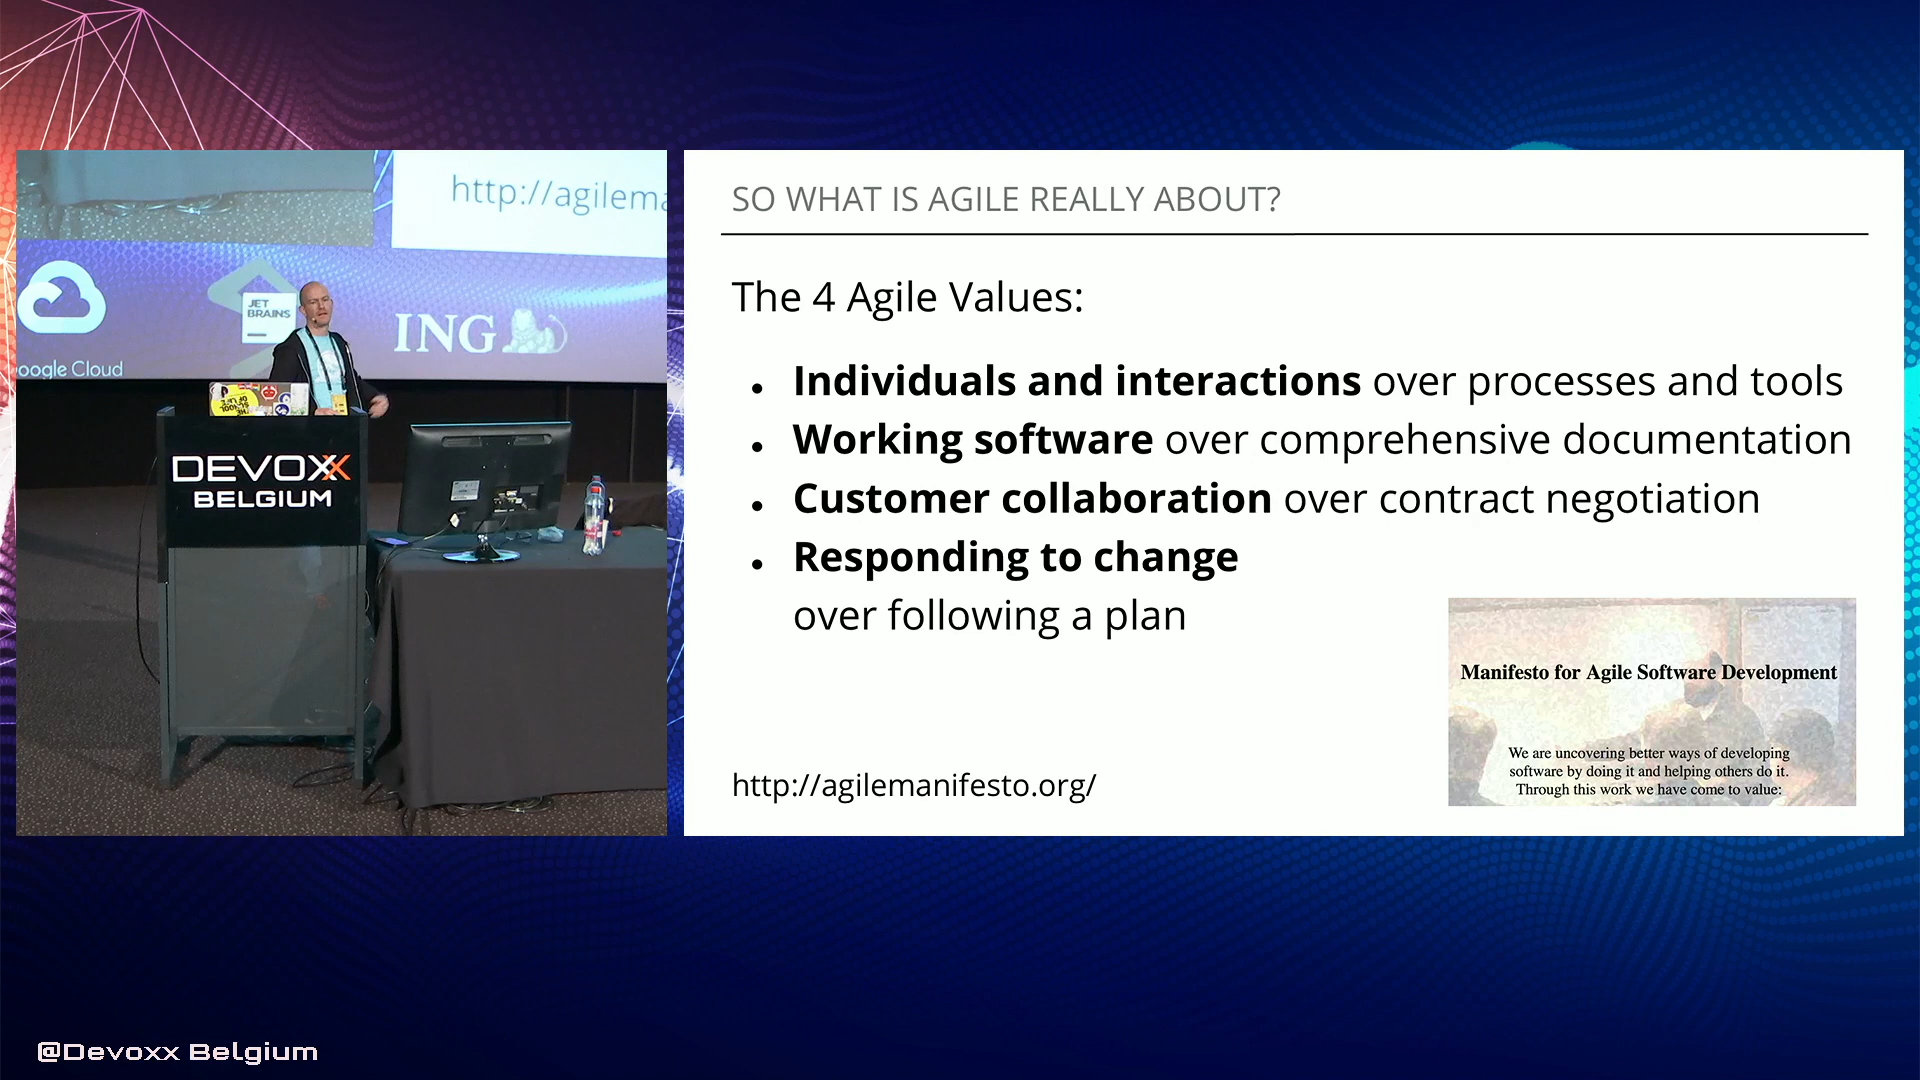 http://agilema
JET
BRAINS
ING
oogle Cloud
DEVOXX
BELGIUM
SO WHAT IS AGILE REALLY ABOUT?
The 4 Agile Values:
• Individuals and interactions over processes and tools
• Working software over comprehensive documentation
• Customer collaboration over contract negotiation
• Responding to change
over following a plan
Manifesto for Agile Software Development
We are uncovering better ways of developing
software by doing it and helping others do it.
Through this work we have come to value:
http://agilemanifesto.org/
@Devoxx Belgium